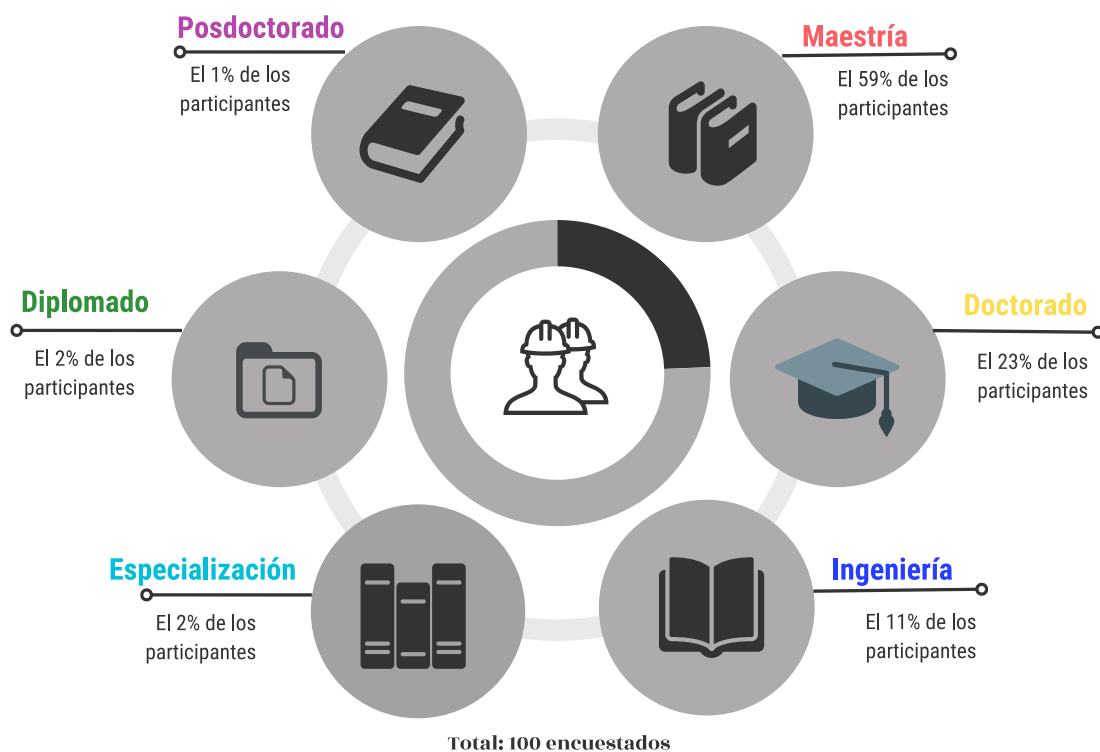 Posdoctorado
El 1% de los
participantes
Maestría
El 59% de los
participantes
Diplomado
El 2% de los
participantes
Doctorado
El 23% de los
participantes
Especialización
El 2% de los
participantes
Ingeniería
El 11% de los
participantes
Total: 100 encuestados